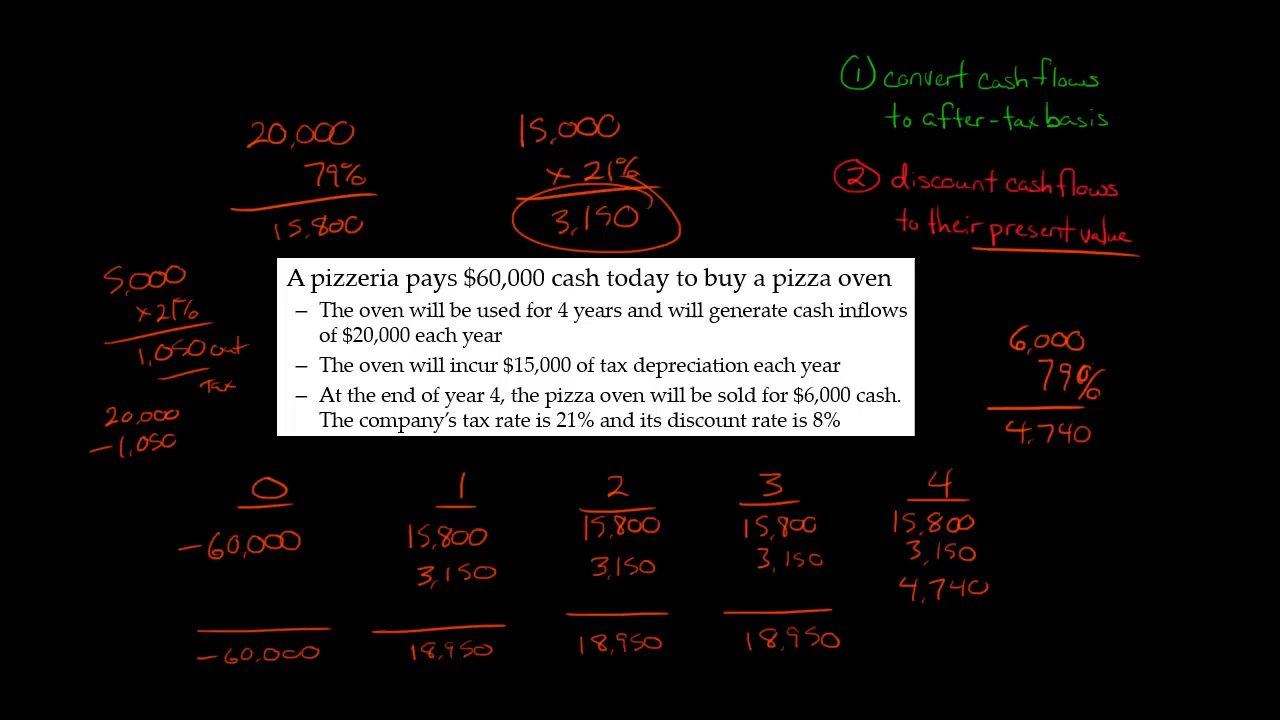 ① convert cash flows
to after-tax basis
② discount cash flows
to their present value
20,000
79%
15,800
15,000
x 21%
3,150
5,000
x 21%
1,050 out
Tax
20,000
-1,050
A pizzeria pays $60,000 cash today to buy a pizza oven
– The oven will be used for 4 years and will generate cash inflows
of $20,000 each year
– The oven will incur $15,000 of tax depreciation each year
– At the end of year 4, the pizza oven will be sold for $6,000 cash.
The company's tax rate is 21% and its discount rate is 8%
6,000
79%
4,740
0 1 2 3 4
-60,000 15,800 15,800 15,800 15,800
3,150 3,150 3,150 3,150
4,740
-60,000 18,950 18,950 18,950